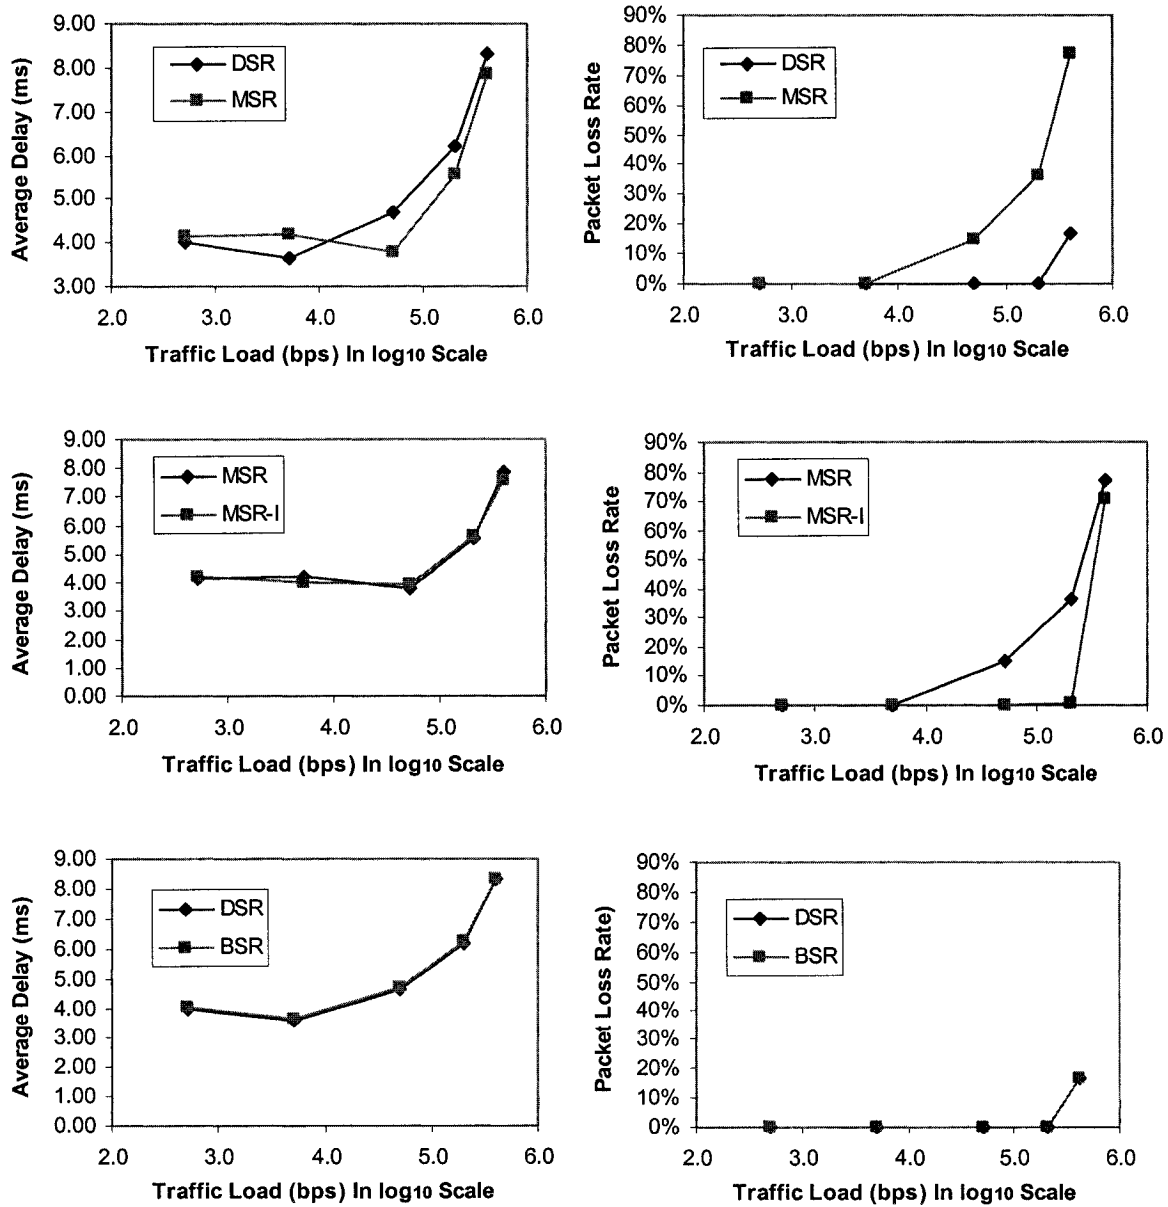 9.00
8.00
7.00
6.00
5.00
4.00
3.00
Average Delay (ms)
DSR
MSR
2.0 3.0 4.0 5.0 6.0
Traffic Load (bps) In log10 Scale
90%
80%
70%
60%
50%
40%
30%
20%
10%
0%
Packet Loss Rate
DSR
MSR
2.0 3.0 4.0 5.0 6.0
Traffic Load (bps) In log10 Scale
9.00
8.00
7.00
6.00
5.00
4.00
3.00
2.00
1.00
0.00
Average Delay (ms)
MSR
MSR-I
2.0 3.0 4.0 5.0 6.0
Traffic Load (bps) In log10 Scale
90%
80%
70%
60%
50%
40%
30%
20%
10%
0%
Packet Loss Rate
MSR
MSR-I
2.0 3.0 4.0 5.0 6.0
Traffic Load (bps) In log10 Scale
9.00
8.00
7.00
6.00
5.00
4.00
3.00
2.00
1.00
0.00
Average Delay (ms)
DSR
BSR
2.0 3.0 4.0 5.0 6.0
Traffic Load (bps) In log10 Scale
90%
80%
70%
60%
50%
40%
30%
20%
10%
0%
Packet Loss Rate)
DSR
BSR
2.0 3.0 4.0 5.0 6.0
Traffic Load (bps) In log10 Scale